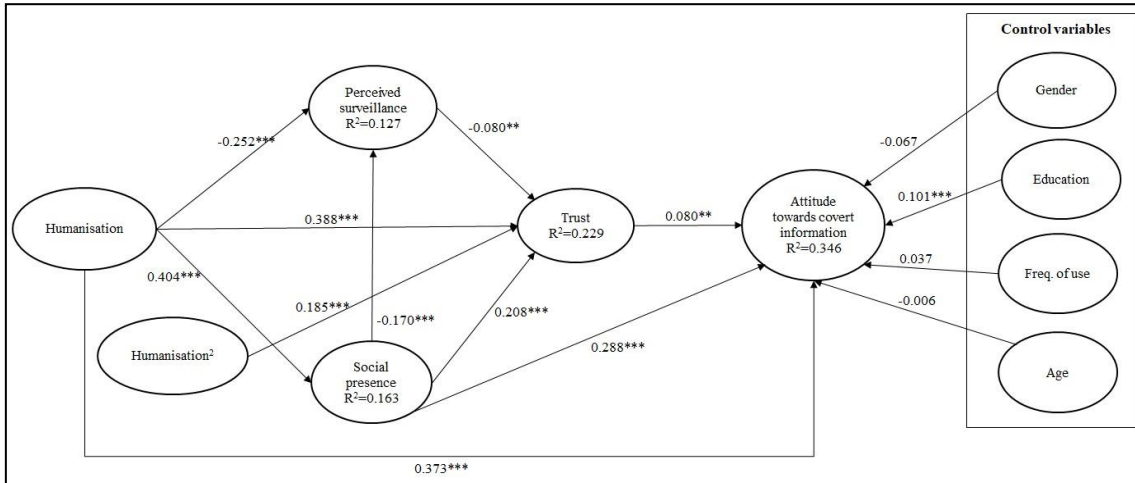 Control variables
Gender
Perceived
surveillance
R²=0.127
-0.067
-0.080**
-0.252***
Education
0.101***
Humanisation
0.388***
Trust
R²=0.229
0.080**
Attitude
towards covert
information
R²=0.346
0.037
Freq. of use
0.404***
-0.006
0.185***
-0.170***
0.208***
0.288***
Humanisation²
Social
presence
R²=0.163
Age
0.373***